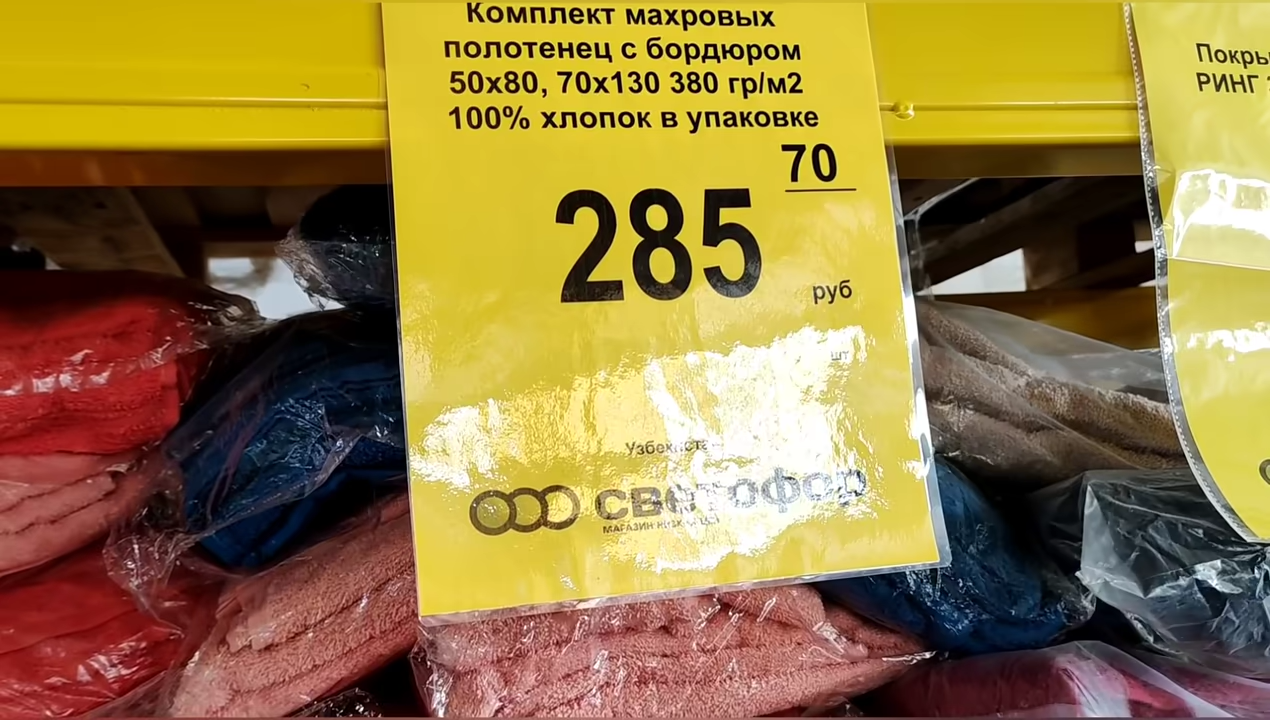 Комплект махровых
полотенец с бордюром
50х80, 70х130 380 гр/м2
100% хлопок в упаковке
285 70
руб
шт
светофор
МАГАЗИН
Покры
РИНГ